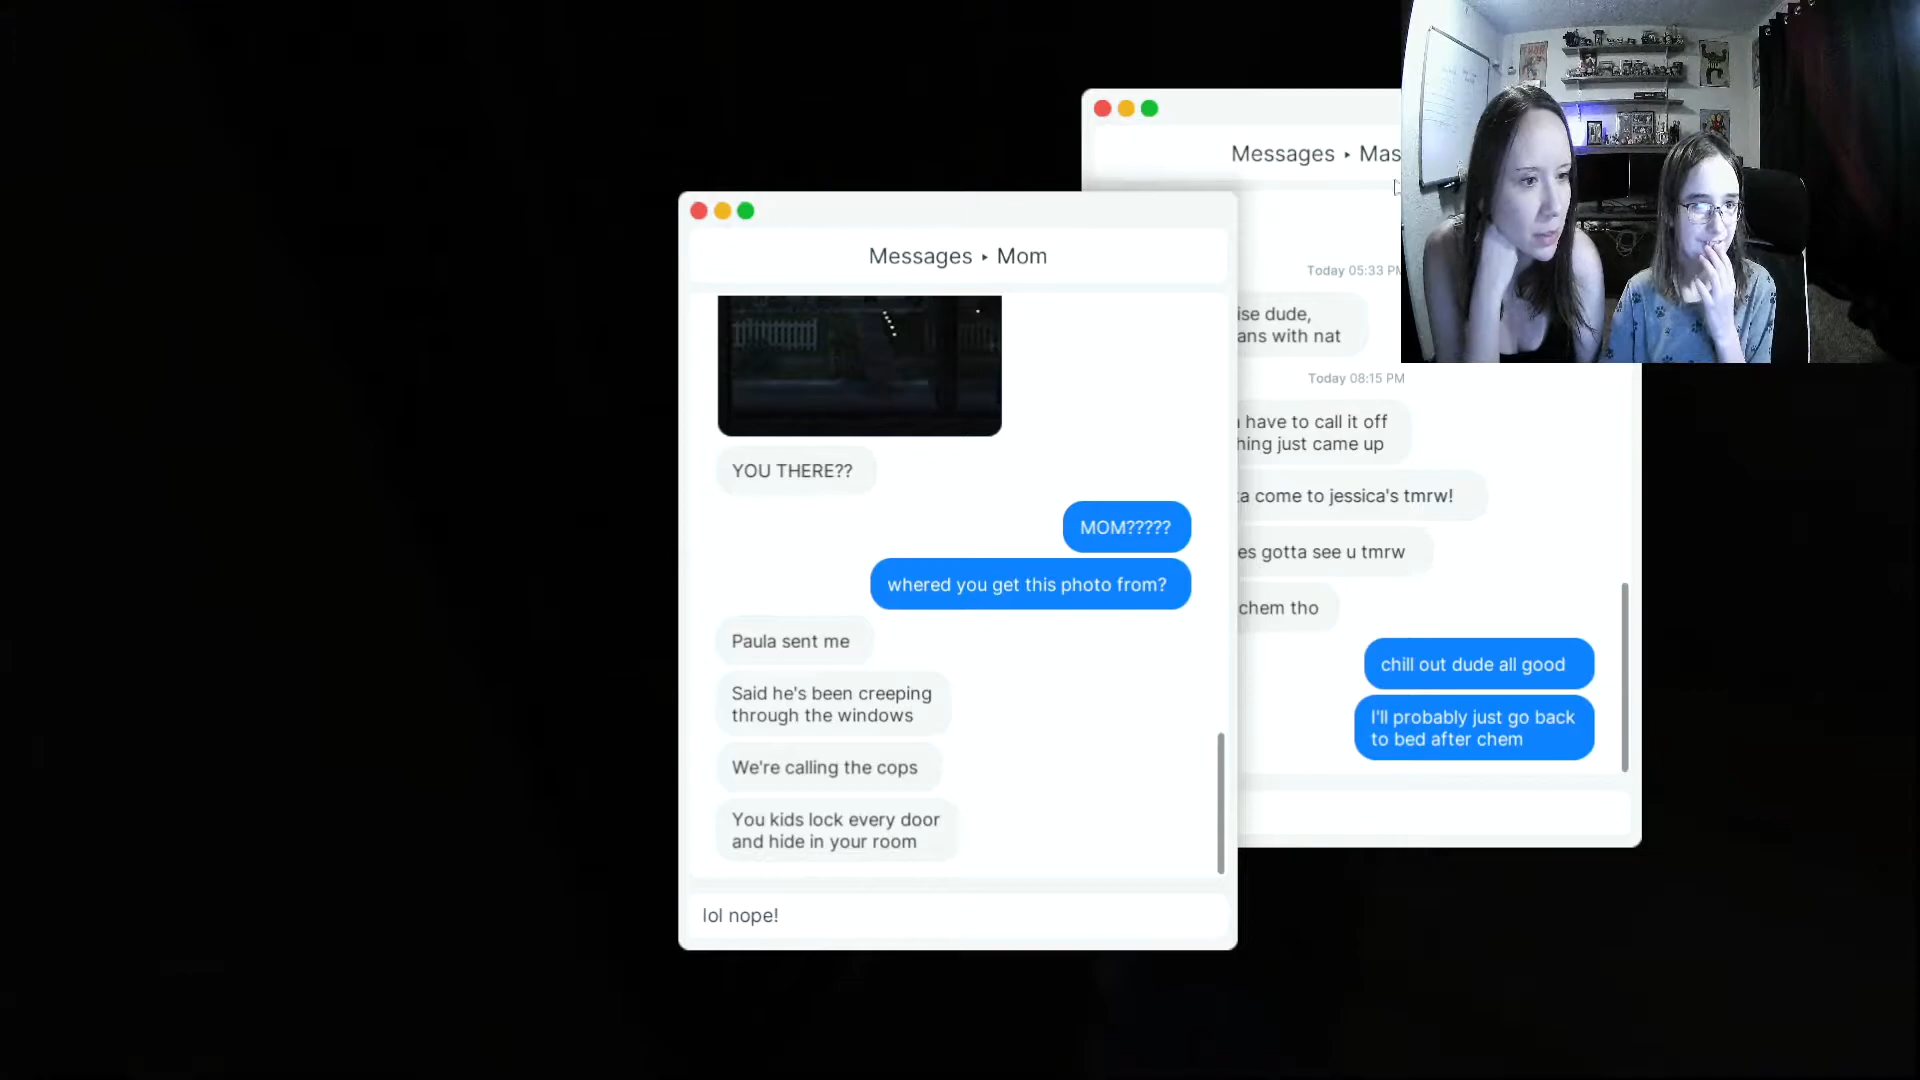 Messages ‣ Mom
YOU THERE??
MOM?????
whered you get this photo from?
Paula sent me
Said he's been creeping
through the windows
We're calling the cops
You kids lock every door
and hide in your room
lol nope!
Messages ‣ Mas
Today 05:33 PM
ise dude,
ans with nat
Today 08:15 PM
have to call it off
hing just came up
a come to jessica's tmrw!
es gotta see u tmrw
chem tho
chill out dude all good
I'll probably just go back
to bed after chem